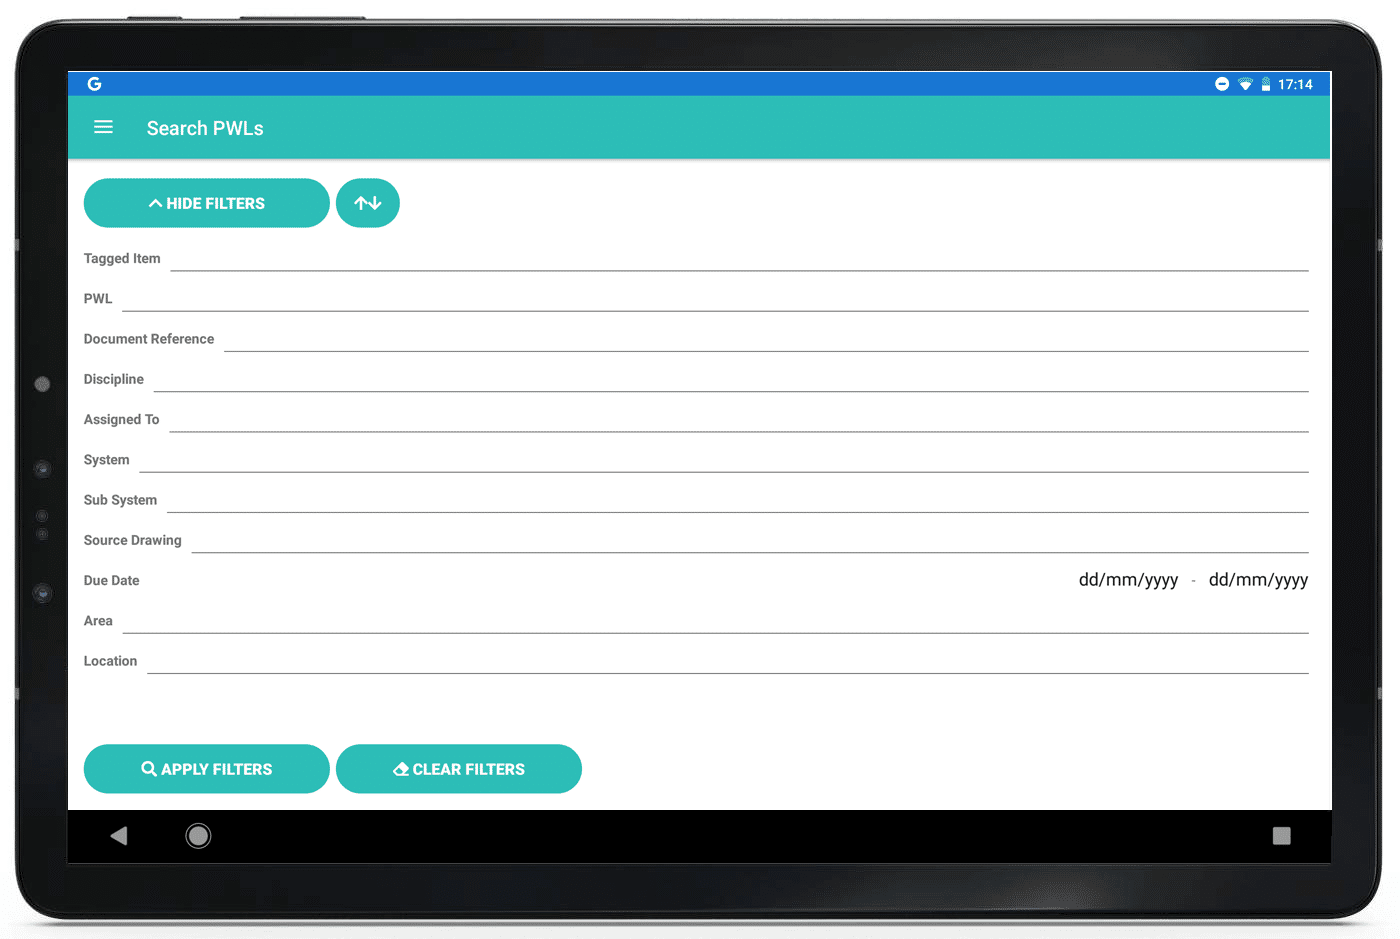 G
17:14
Search PWLs
HIDE FILTERS
Tagged Item
PWL
Document Reference
Discipline
Assigned To
System
Sub System
Source Drawing
Due Date dd/mm/yyyy - dd/mm/yyyy
Area
Location
APPLY FILTERS CLEAR FILTERS